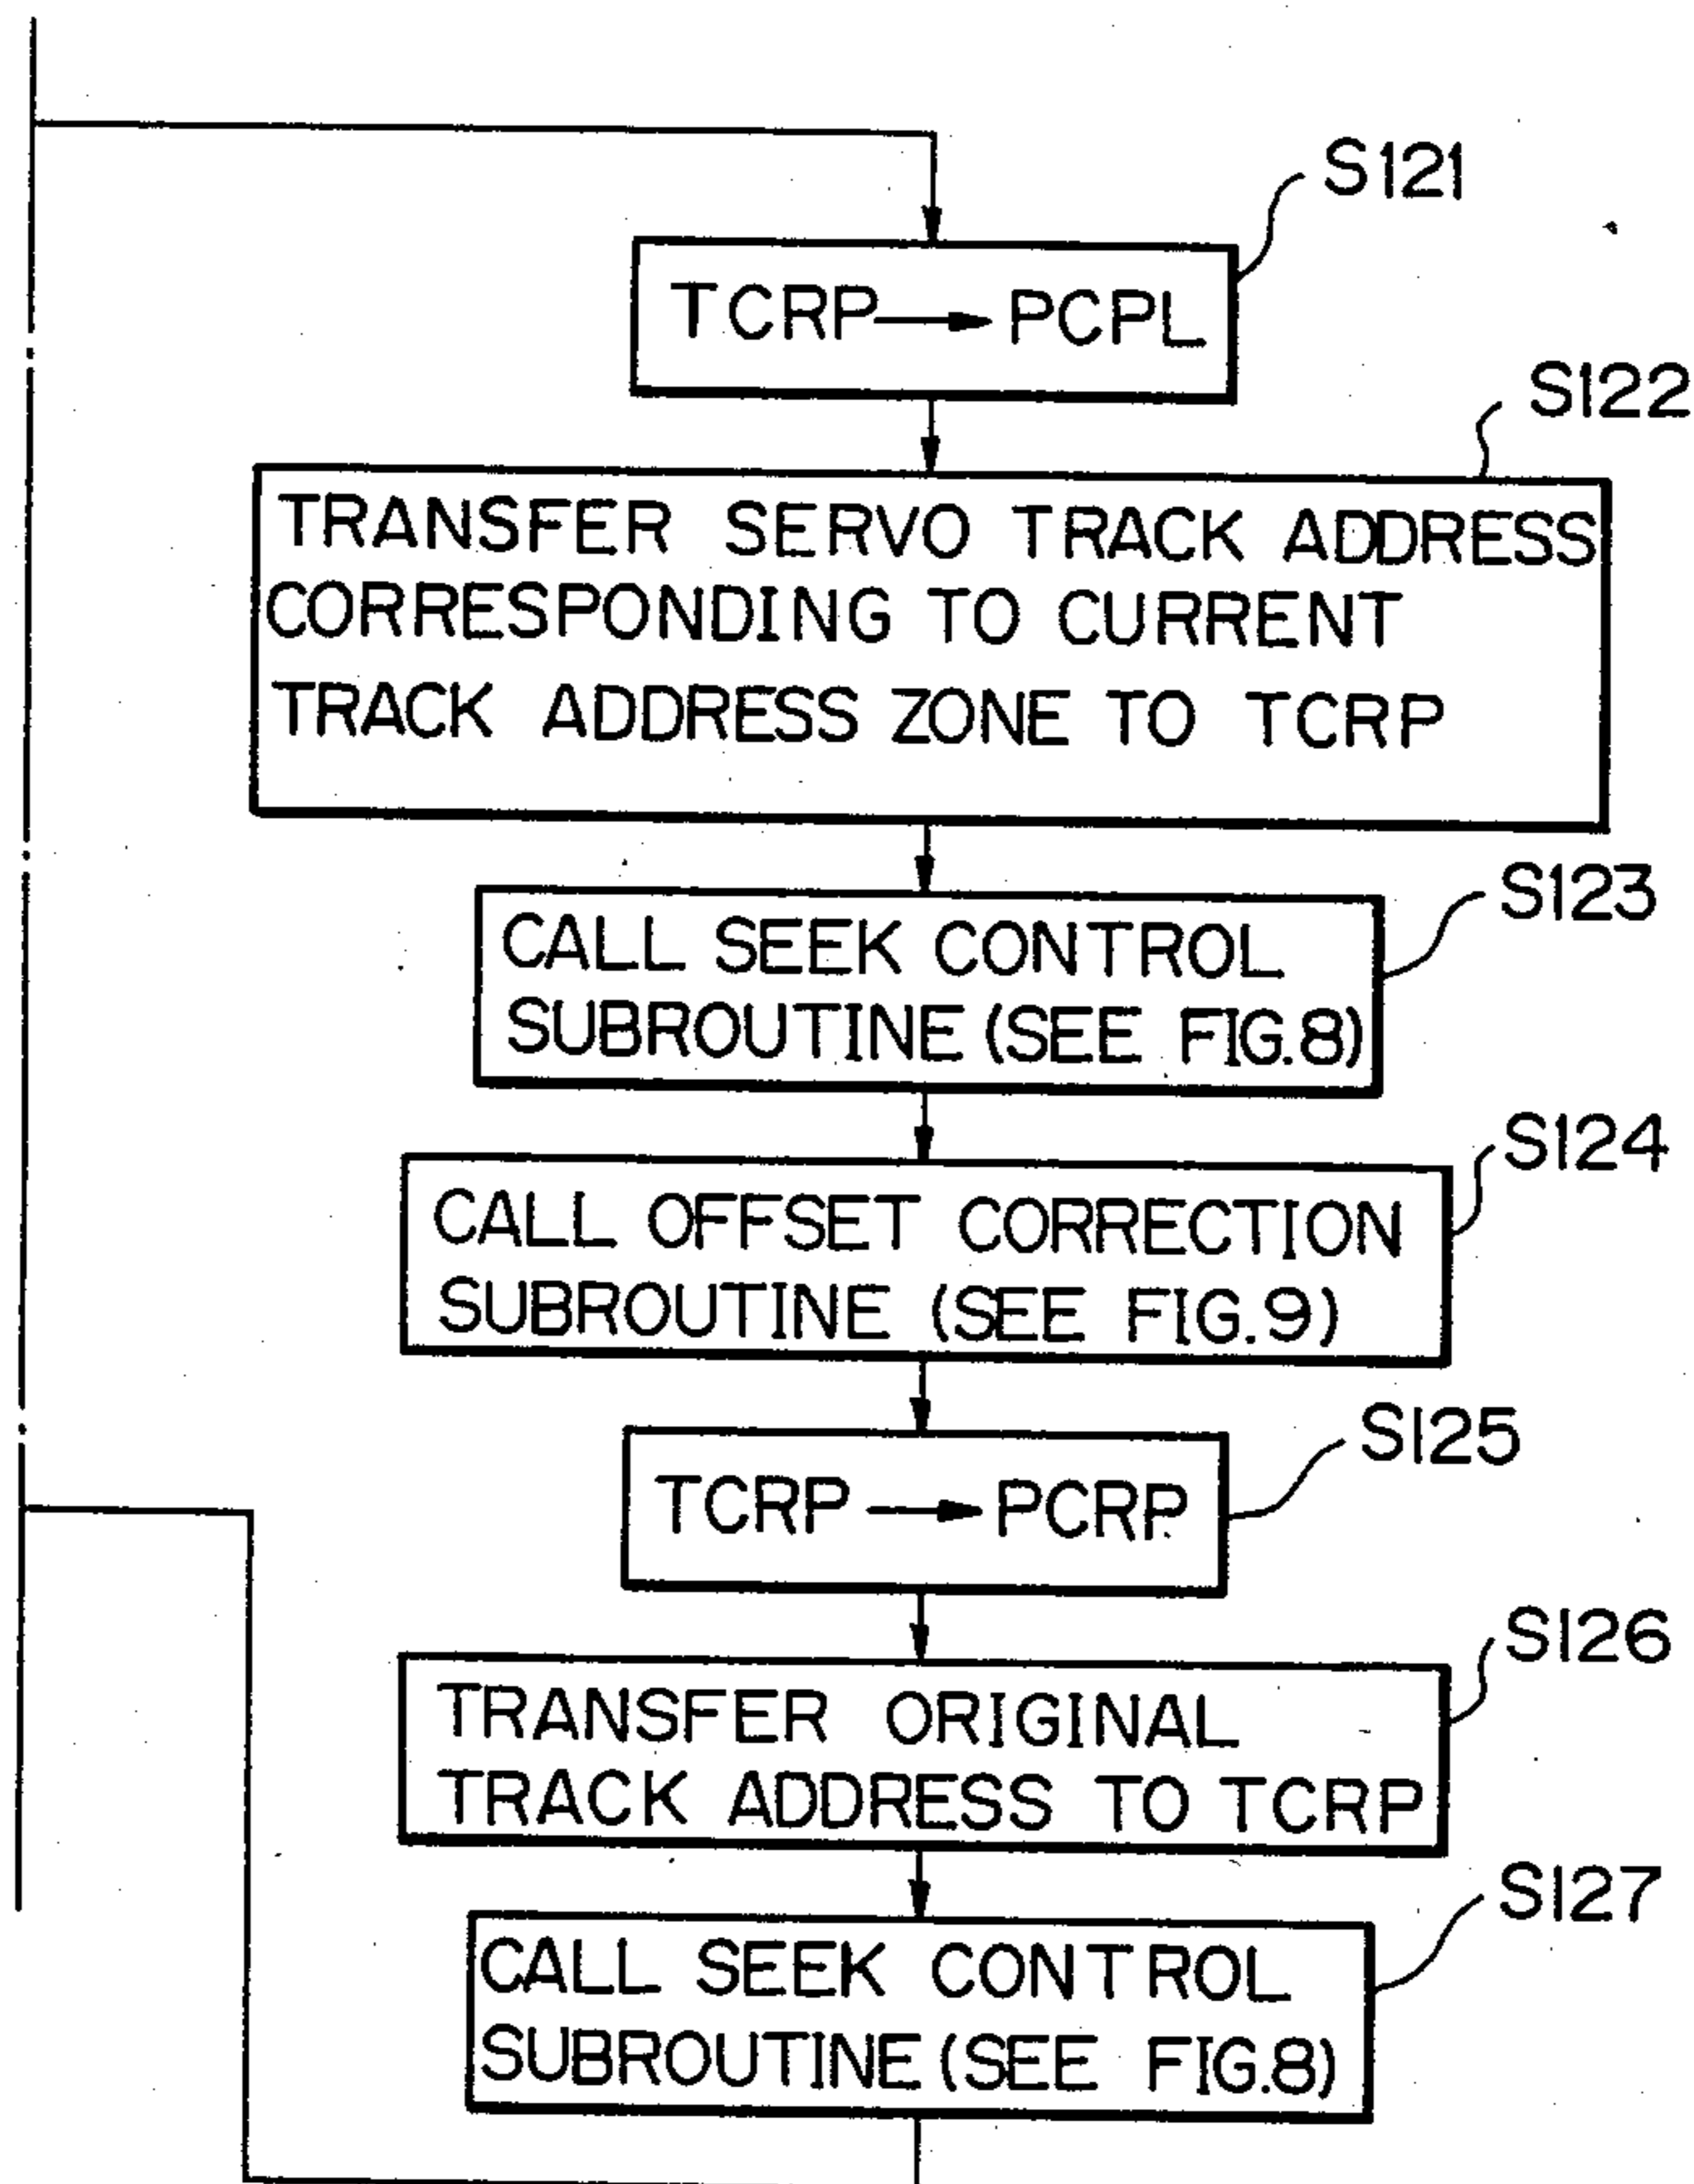 S121
TCRP → PCPL
S122
TRANSFER SERVO TRACK ADDRESS
CORRESPONDING TO CURRENT
TRACK ADDRESS ZONE TO TCRP
S123
CALL SEEK CONTROL
SUBROUTINE (SEE FIG.8)
S124
CALL OFFSET CORRECTION
SUBROUTINE (SEE FIG.9)
S125
TCRP → PCRP
S126
TRANSFER ORIGINAL
TRACK ADDRESS TO TCRP
S127
CALL SEEK CONTROL
SUBROUTINE (SEE FIG.8)